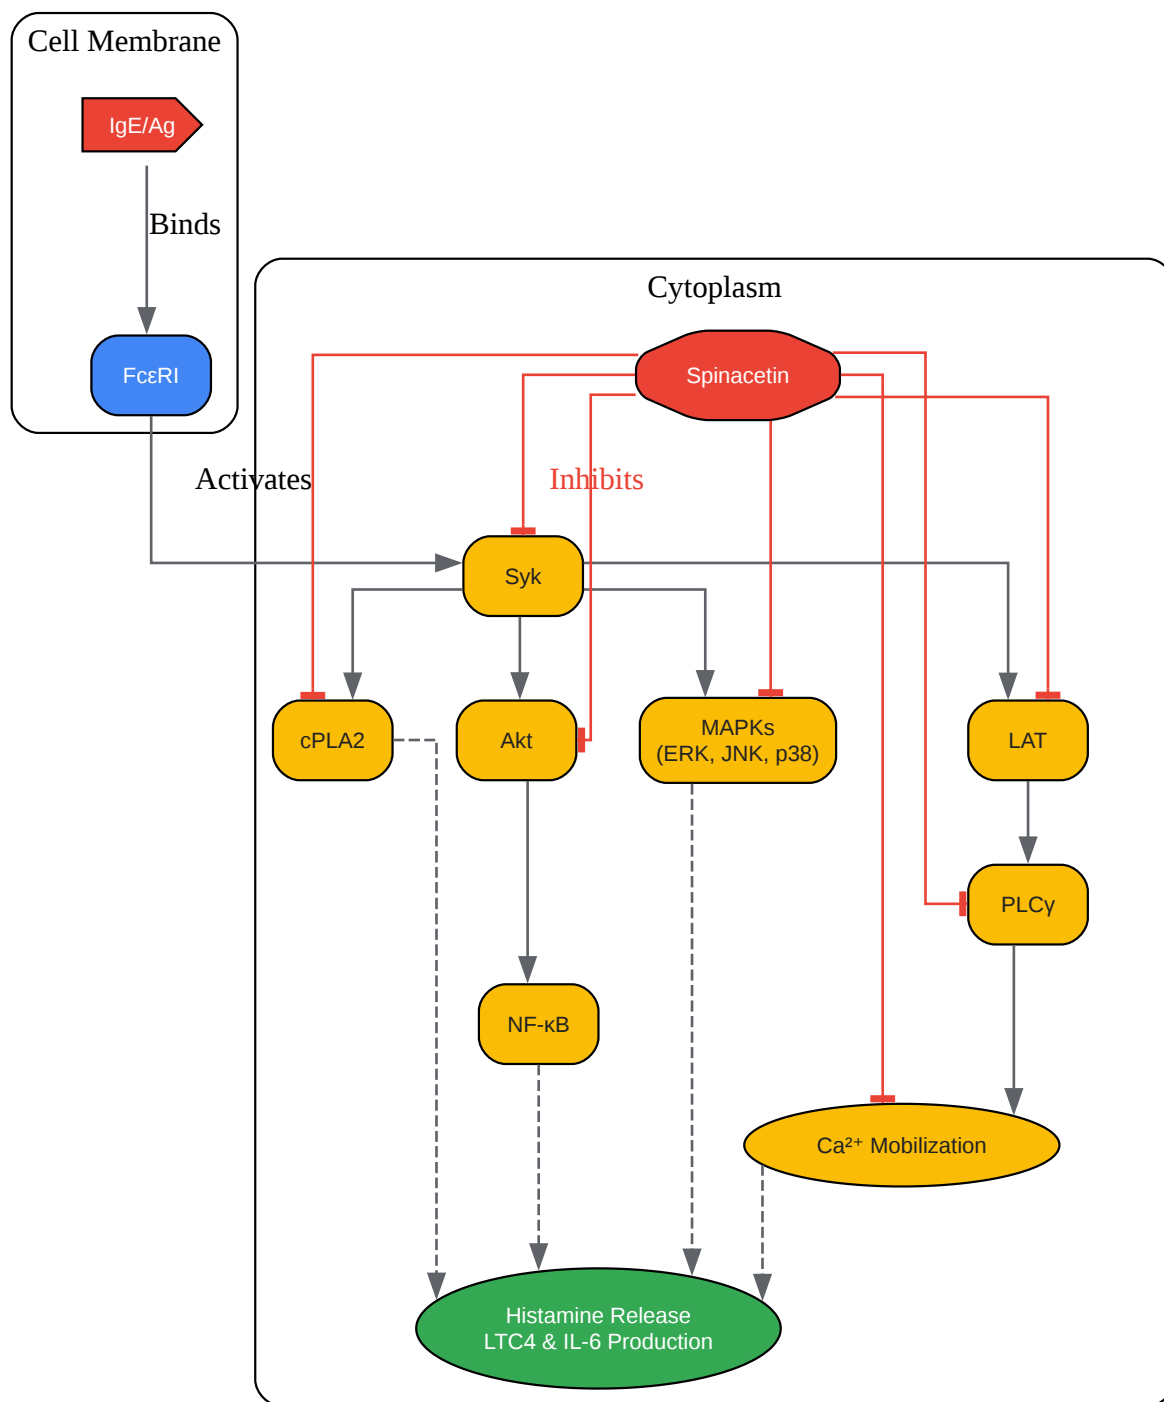 Cell Membrane
IgE/Ag
Binds
Cytoplasm
FcεRI
Spinacetin
Activates
Inhibits
Syk
cPLA2
Akt
MAPKs
(ERK, JNK, p38)
LAT
PLCγ
NF-κB
Ca²⁺ Mobilization
Histamine Release
LTC4 & IL-6 Production